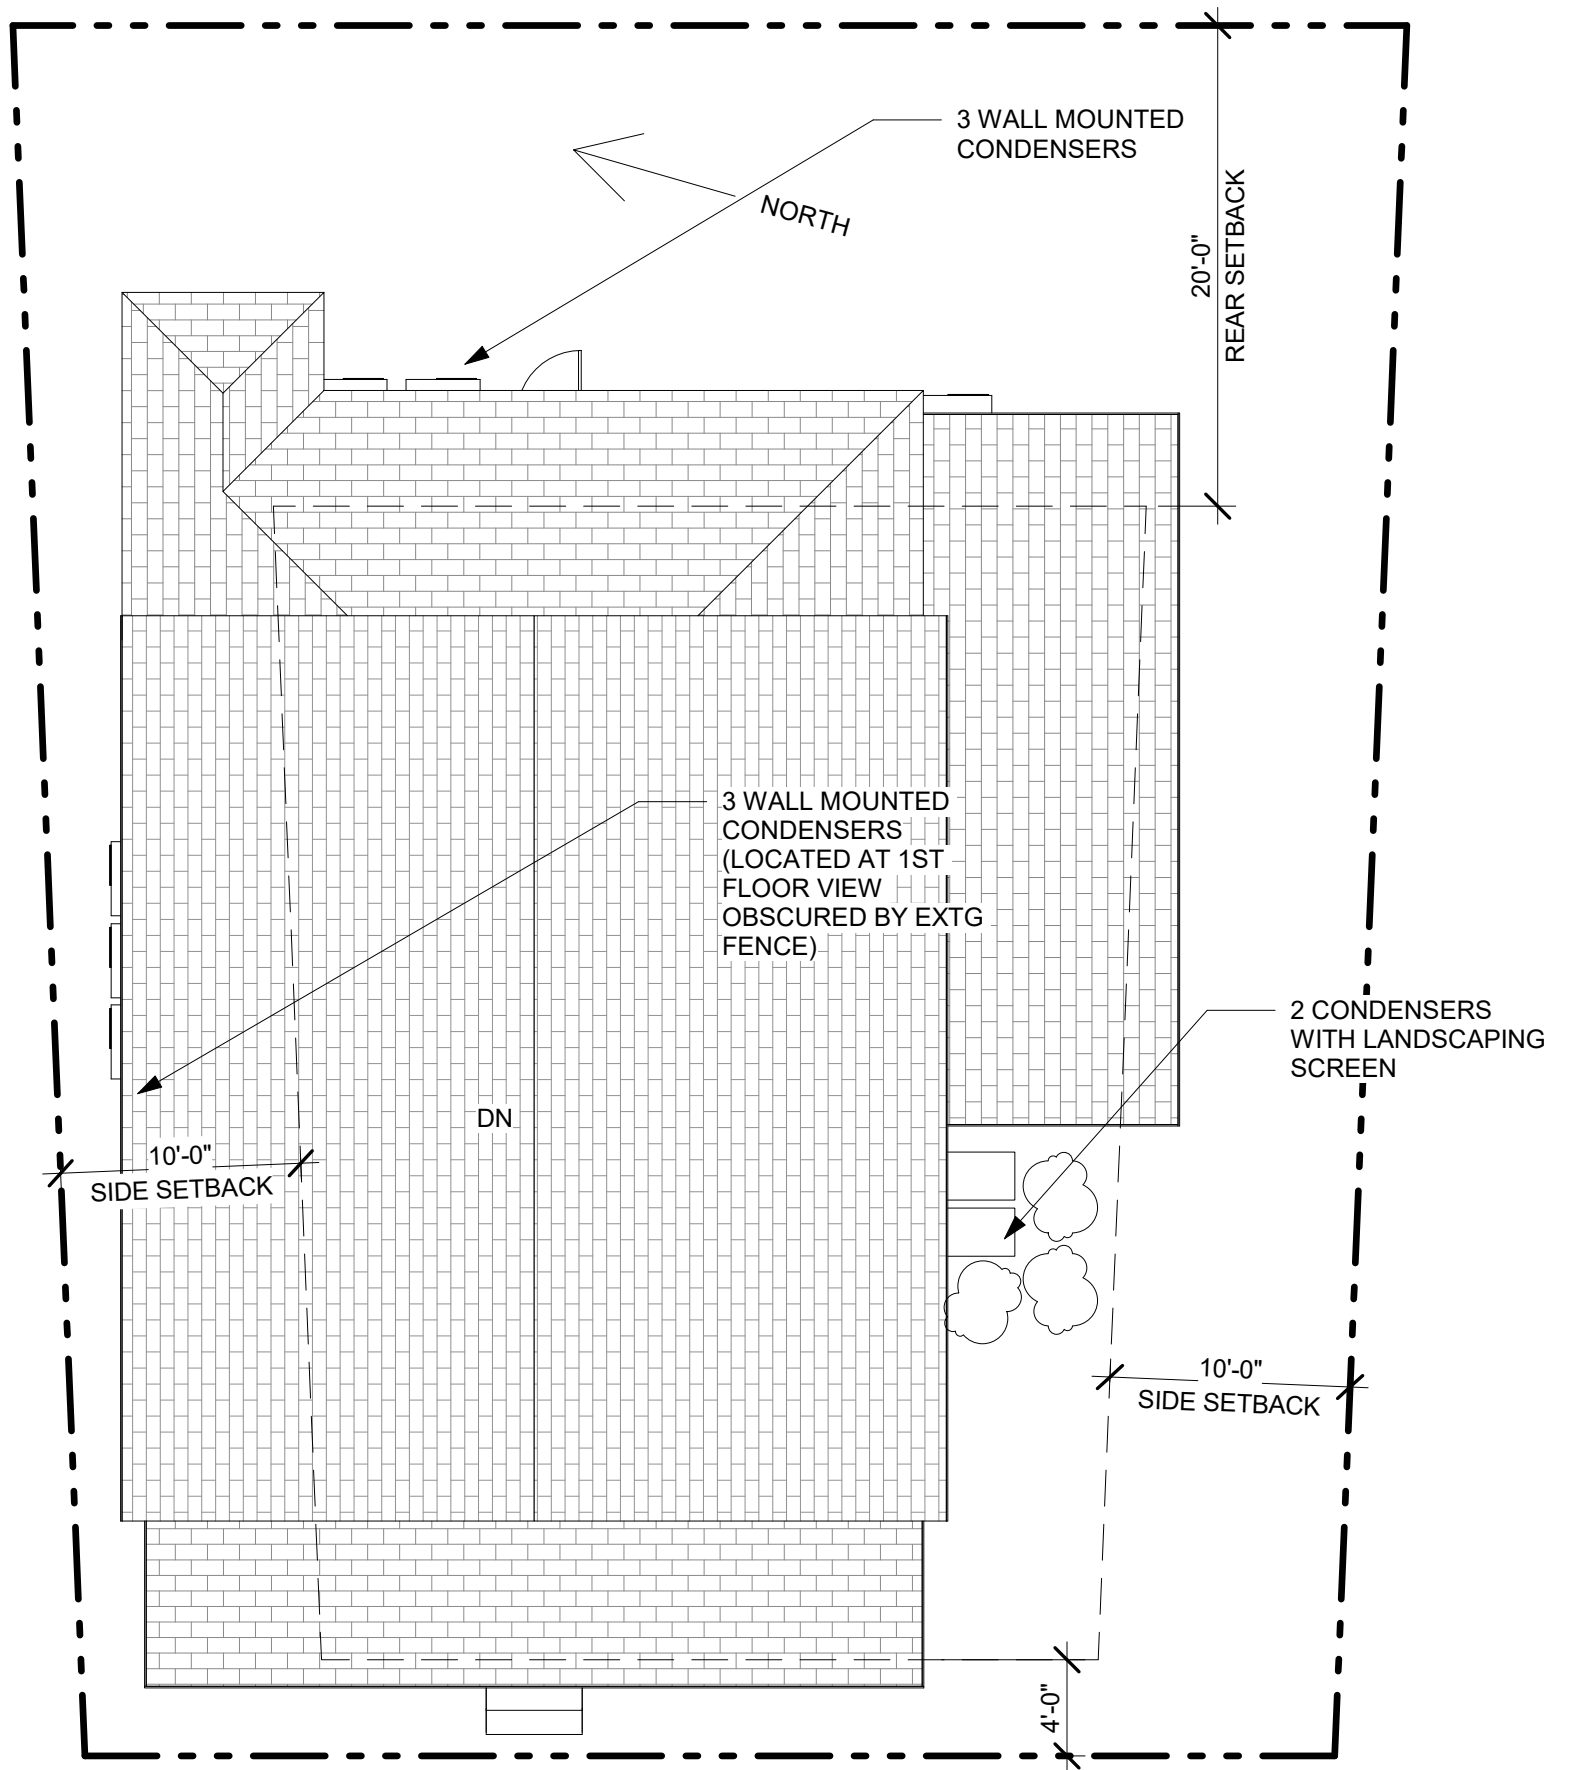 3 WALL MOUNTED
CONDENSERS
NORTH
20'-0"
REAR SETBACK
3 WALL MOUNTED
CONDENSERS
(LOCATED AT 1ST
FLOOR VIEW
OBSCURED BY EXTG
FENCE)
2 CONDENSERS
WITH LANDSCAPING
SCREEN
DN
10'-0"
SIDE SETBACK
10'-0"
SIDE SETBACK
4'-0"